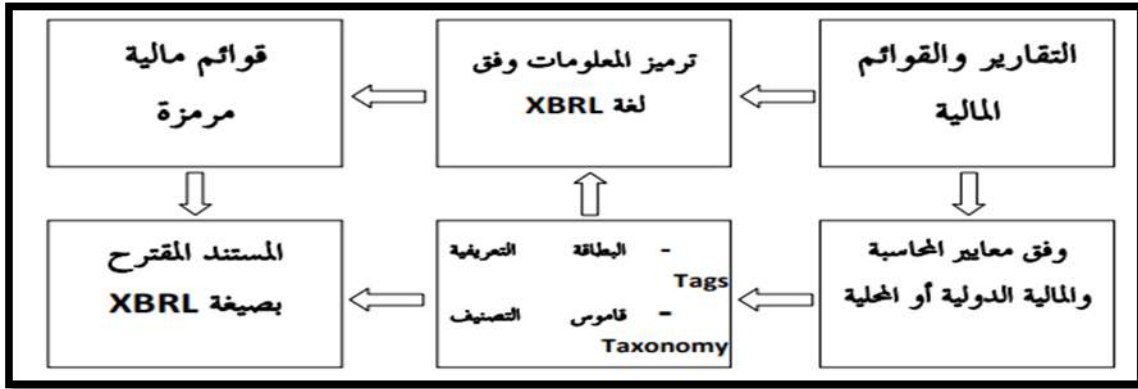 التقارير والقوائم
المالية
ترميز المعلومات وفق
لغة XBRL
قوائم مالية
مرمزة
وفق معايير المحاسبة
والمالية الدولية أو المحلية
- البطاقة التعريفية
Tags
- قاموس التصنيف
Taxonomy
المستند المقترح
بصيغة XBRL